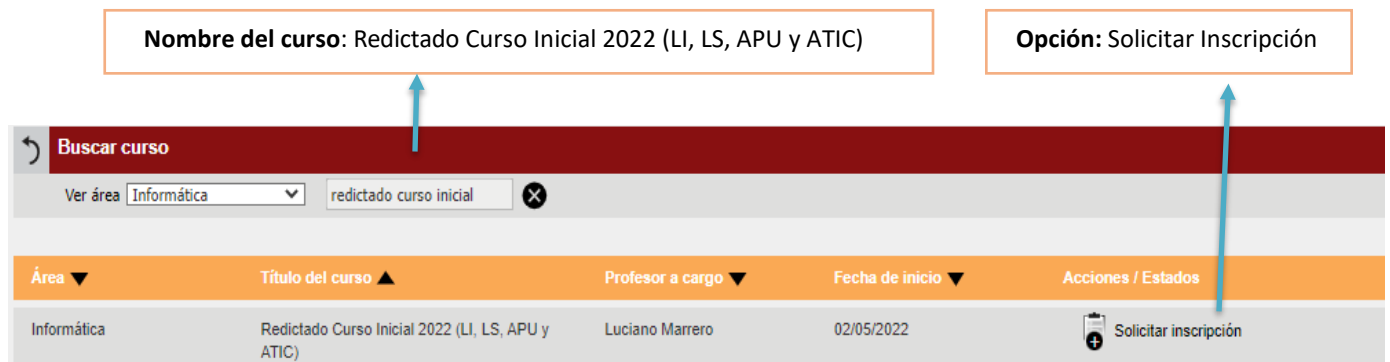 Nombre del curso: Redictado Curso Inicial 2022 (LI, LS, APU y ATIC)
Opción: Solicitar Inscripción
Buscar curso
Ver área Informática redictado curso inicial
Área Título del curso Profesor a cargo Fecha de inicio Acciones / Estados
Informática Redictado Curso Inicial 2022 (LI, LS, APU y Luciano Marrero 02/05/2022 Solicitar inscripción
ATIC)